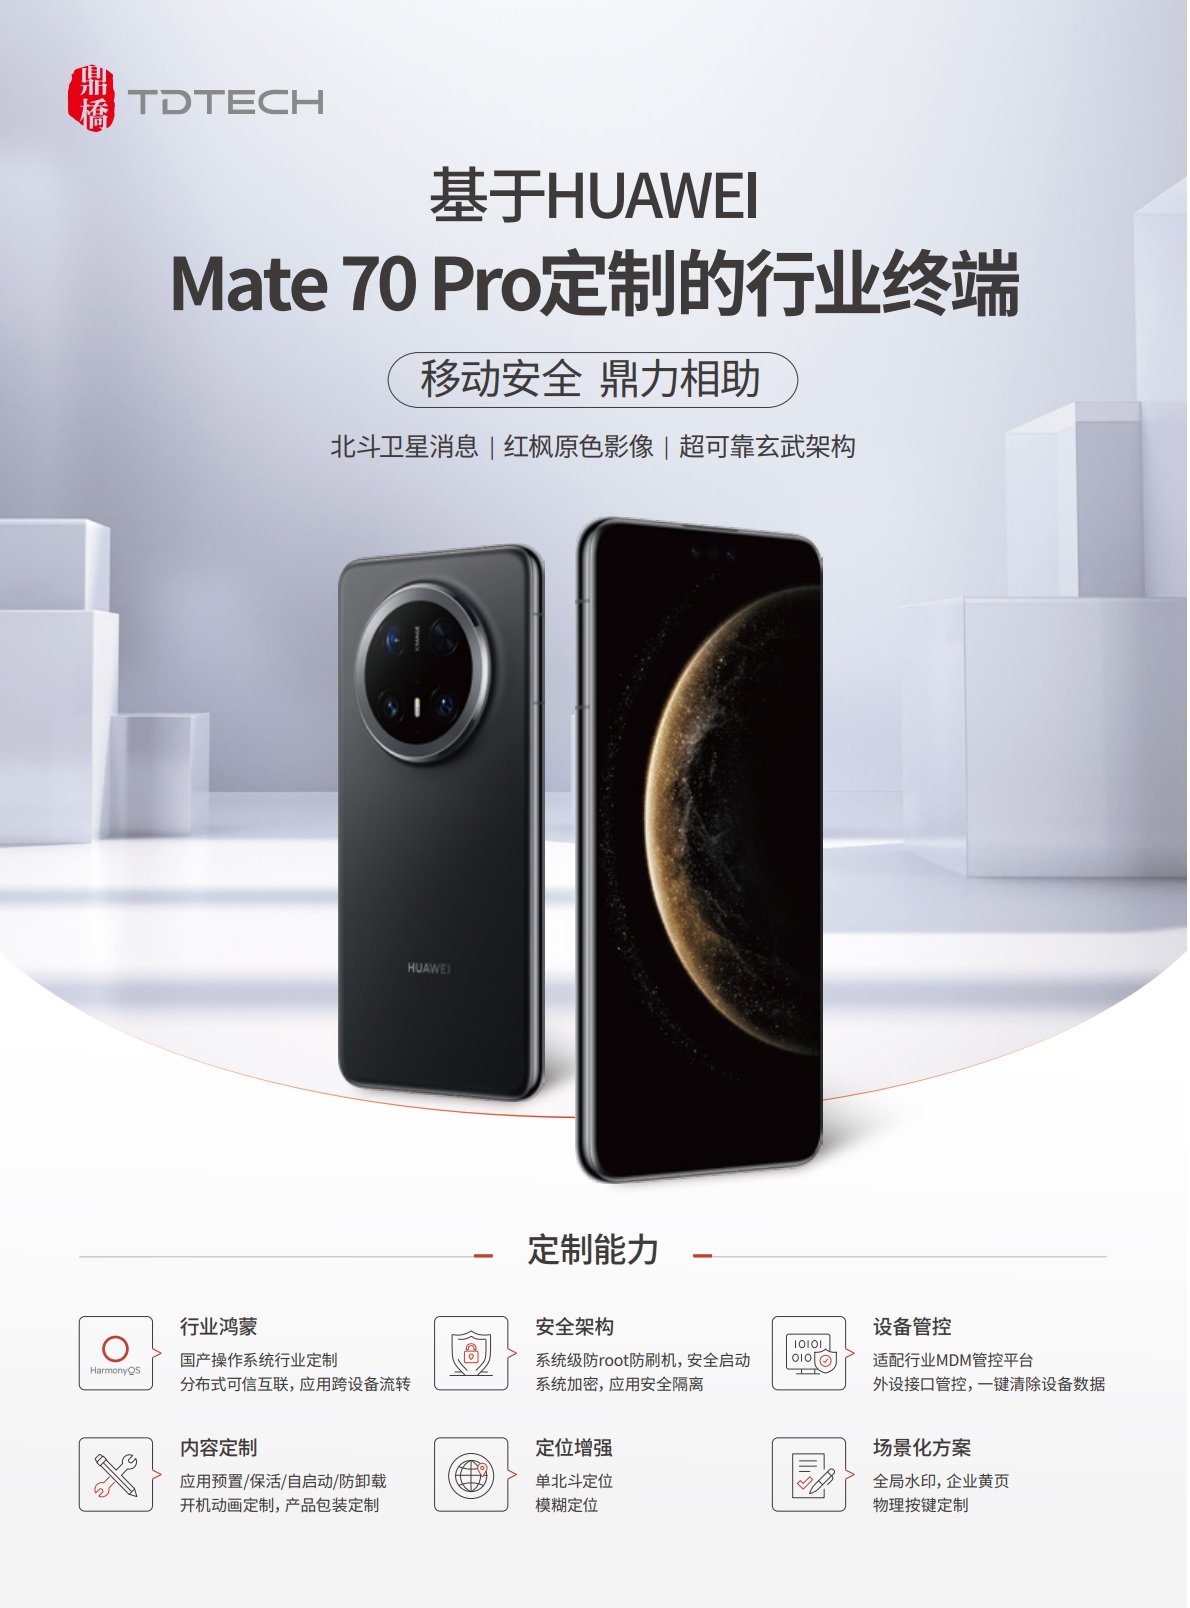 鼎橋 TDTECH
基于HUAWEI
Mate 70 Pro定制的行业终端
移动安全 鼎力相助
北斗卫星消息 | 红枫原色影像 | 超可靠玄武架构
XMAGE
HUAWEI
定制能力
HarmonyOS
行业鸿蒙
国产操作系统行业定制
分布式可信互联，应用跨设备流转
安全架构
系统级防root防刷机，安全启动
系统加密，应用安全隔离
IOIOI
OIO
设备管控
适配行业MDM管控平台
外设接口管控，一键清除设备数据
内容定制
应用预置/保活/自启动/防卸载
开机动画定制，产品包装定制
定位增强
单北斗定位
模糊定位
场景化方案
全局水印，企业黄页
物理按键定制